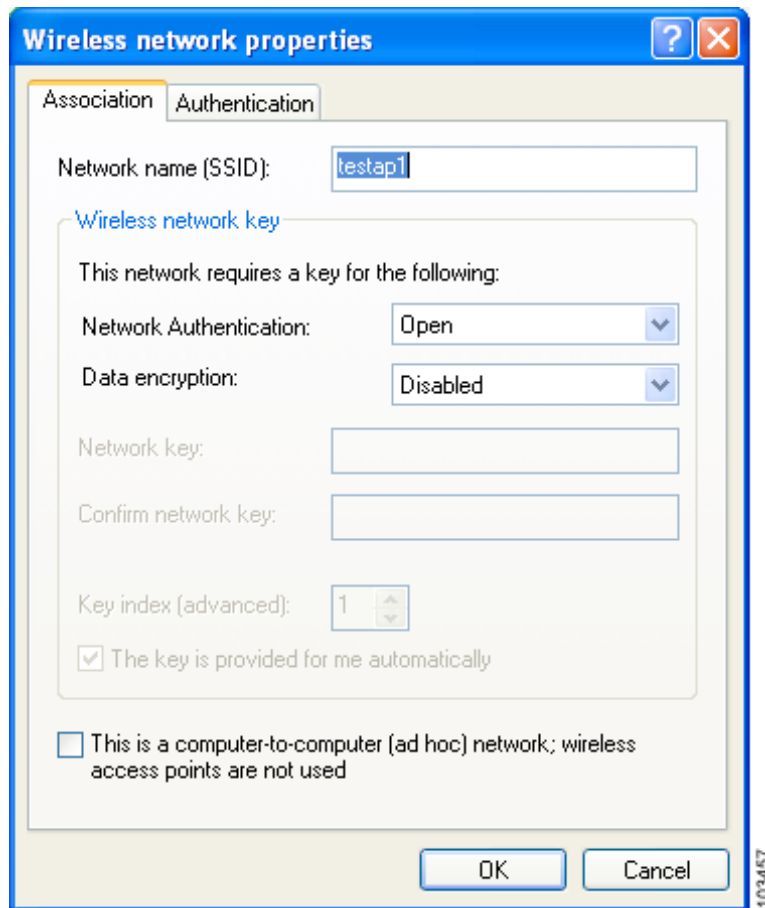 Wireless network properties
Association
Authentication
Network name (SSID):
testap1
Wireless network key
This network requires a key for the following:
Network Authentication:
Open
Data encryption:
Disabled
Network key:
Confirm network key:
Key index (advanced):
1
The key is provided for me automatically
This is a computer-to-computer (ad hoc) network; wireless
access points are not used
OK
Cancel
103457